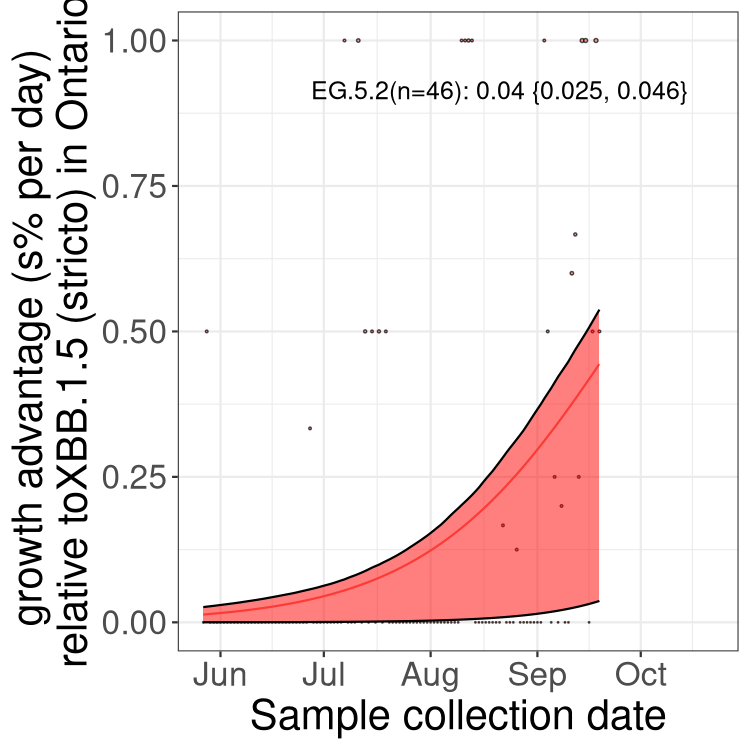 growth advantage (s% per day)
relative toXBB.1.5 (stricto) in Ontario
1.00
0.75
0.50
0.25
0.00
EG.5.2(n=46): 0.04 {0.025, 0.046}
Jun Jul Aug Sep Oct
Sample collection date